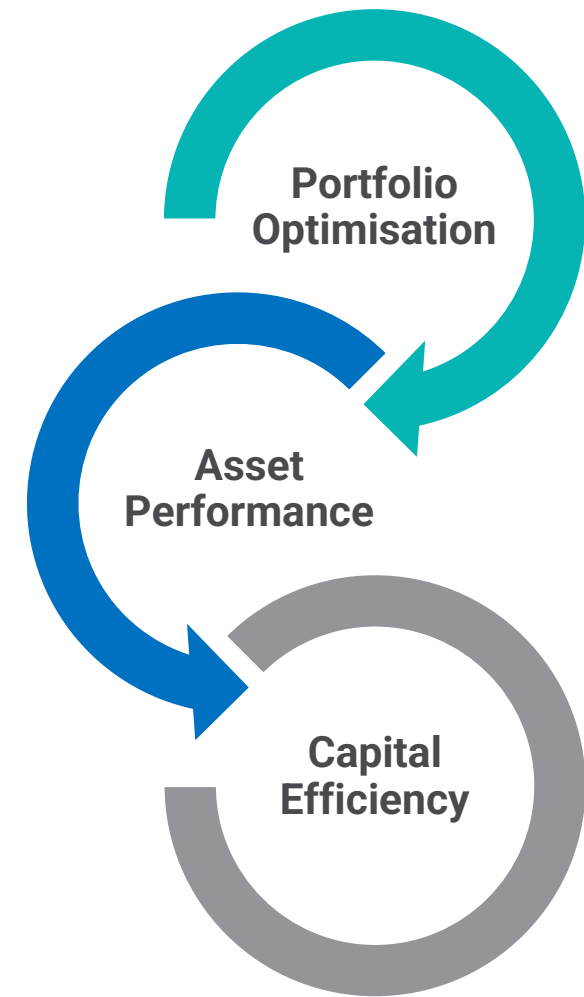 Portfolio
Optimisation
Asset
Performance
Capital
Efficiency